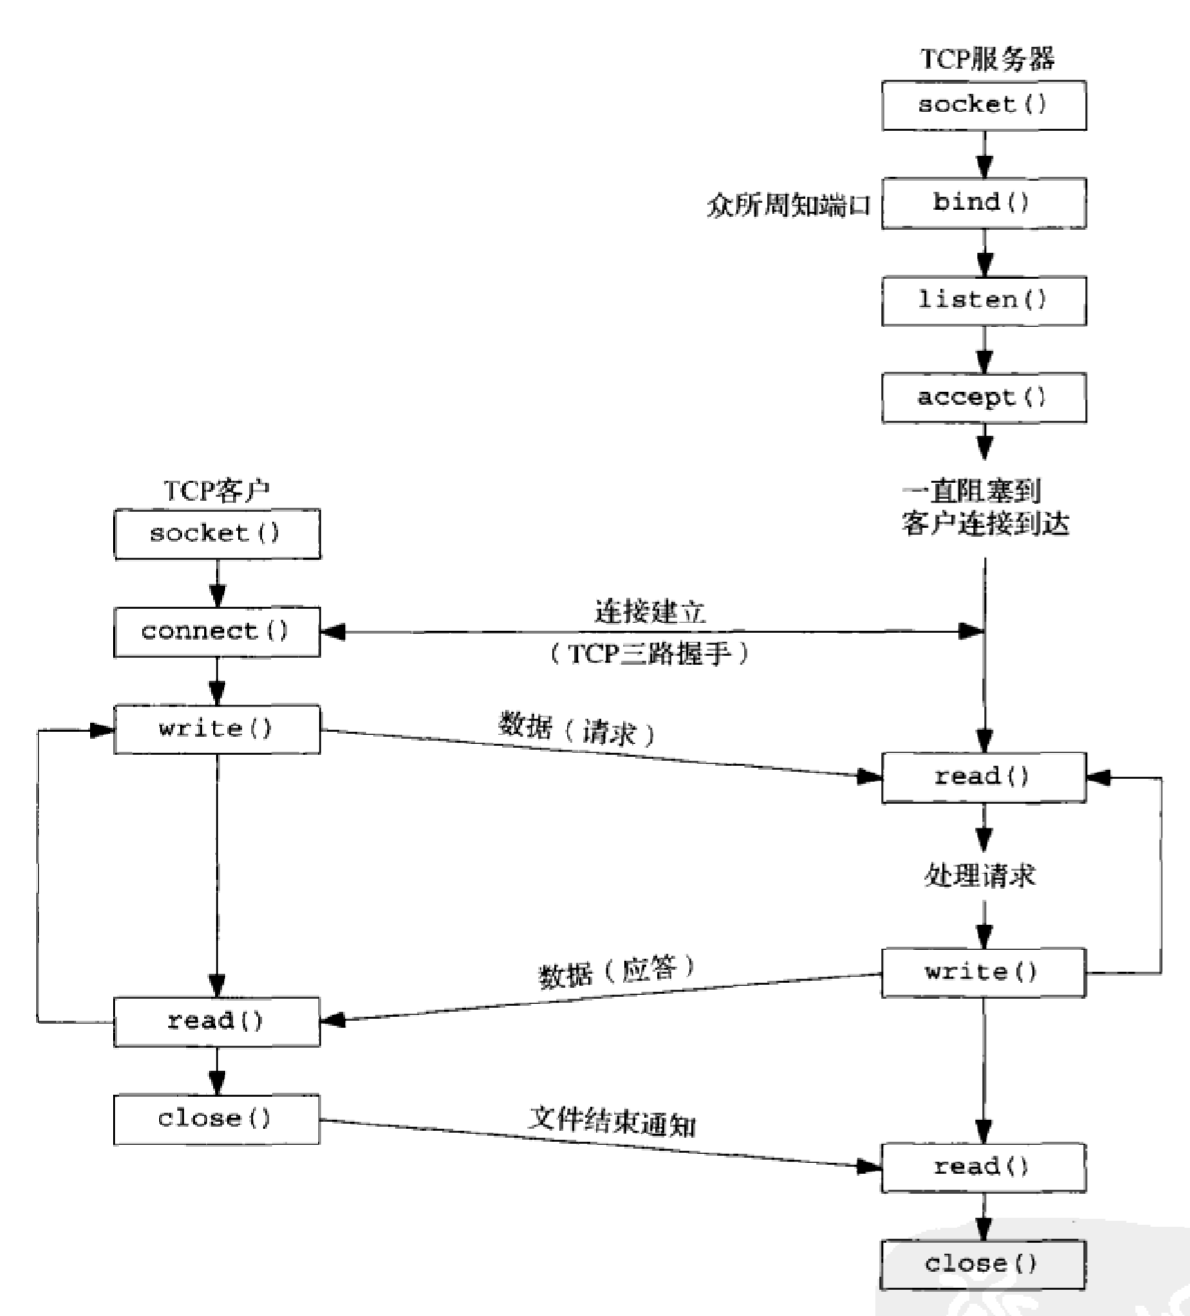 TCP服务器
socket()
众所周知端口
bind()
listen()
accept()
一直阻塞到
客户连接到达
TCP客户
socket()
connect()
连接建立
（TCP三路握手）
write()
数据（请求）
read()
处理请求
write()
数据（应答）
read()
close()
文件结束通知
read()
close()